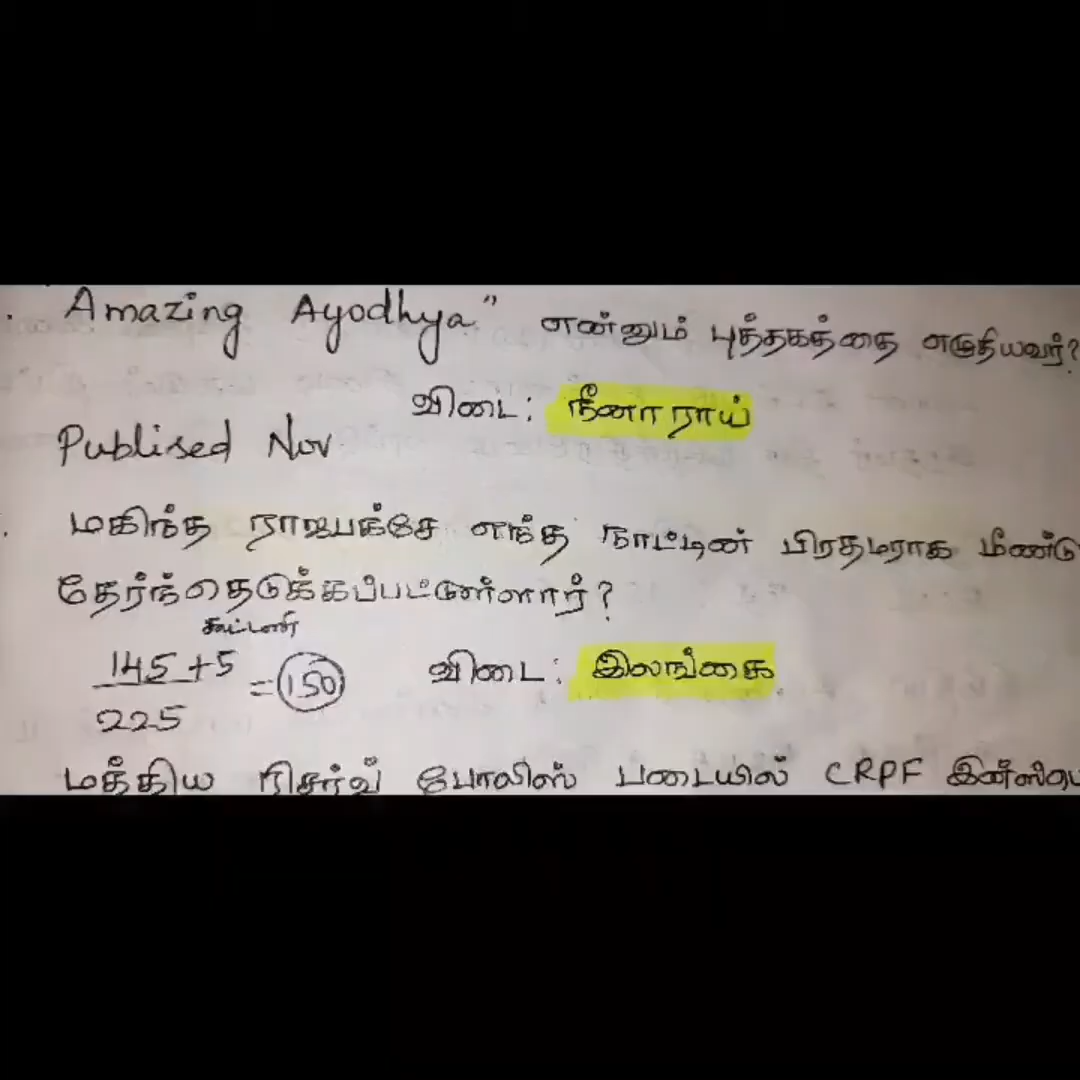 . Amazing Ayodhya" என்னும் புத்தகத்தை எழுதியவர்?
விடை: நீனா ராய்
Publised Nov
. மகிந்த ராஜபக்சே எந்த நாட்டின் பிரதமராக மீண்டு
தேர்ந்தெடுக்கப்பட்டுள்ளார்?
கூட்டணி
145 + 5 = 150 விடை: இலங்கை
225
மத்திய ரிசர்வ் போலிஸ் படையில் CRPF